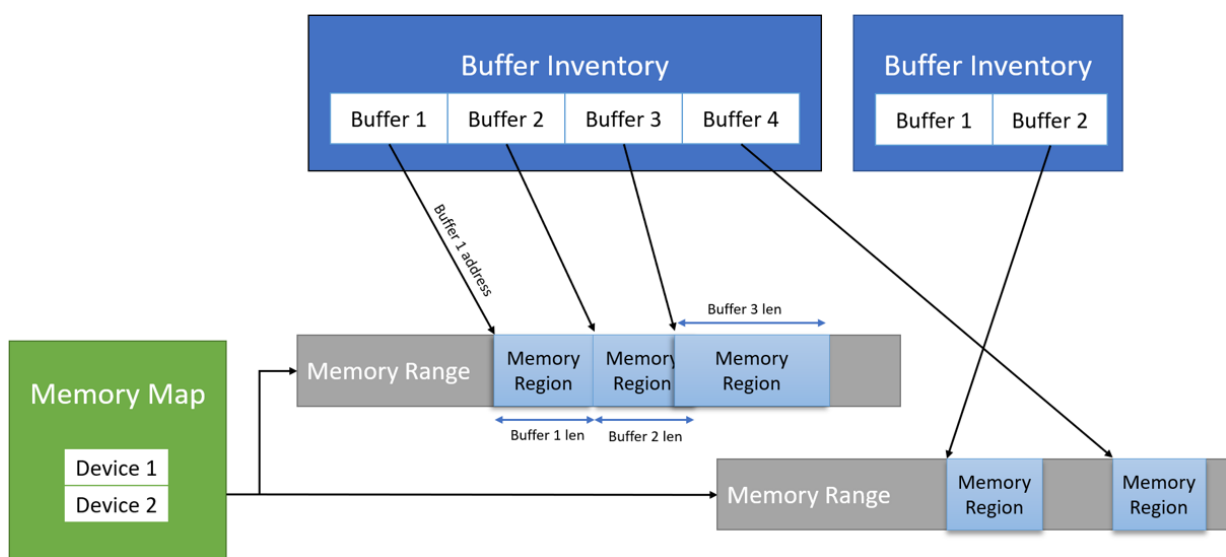 Buffer Inventory
Buffer 1 Buffer 2 Buffer 3 Buffer 4
Buffer Inventory
Buffer 1 Buffer 2
Buffer 1 address
Buffer 3 len
Memory Range
Memory
Region
Memory
Region
Memory
Region
Buffer 1 len
Buffer 2 len
Memory Map
Device 1
Device 2
Memory Range
Memory
Region
Memory
Region